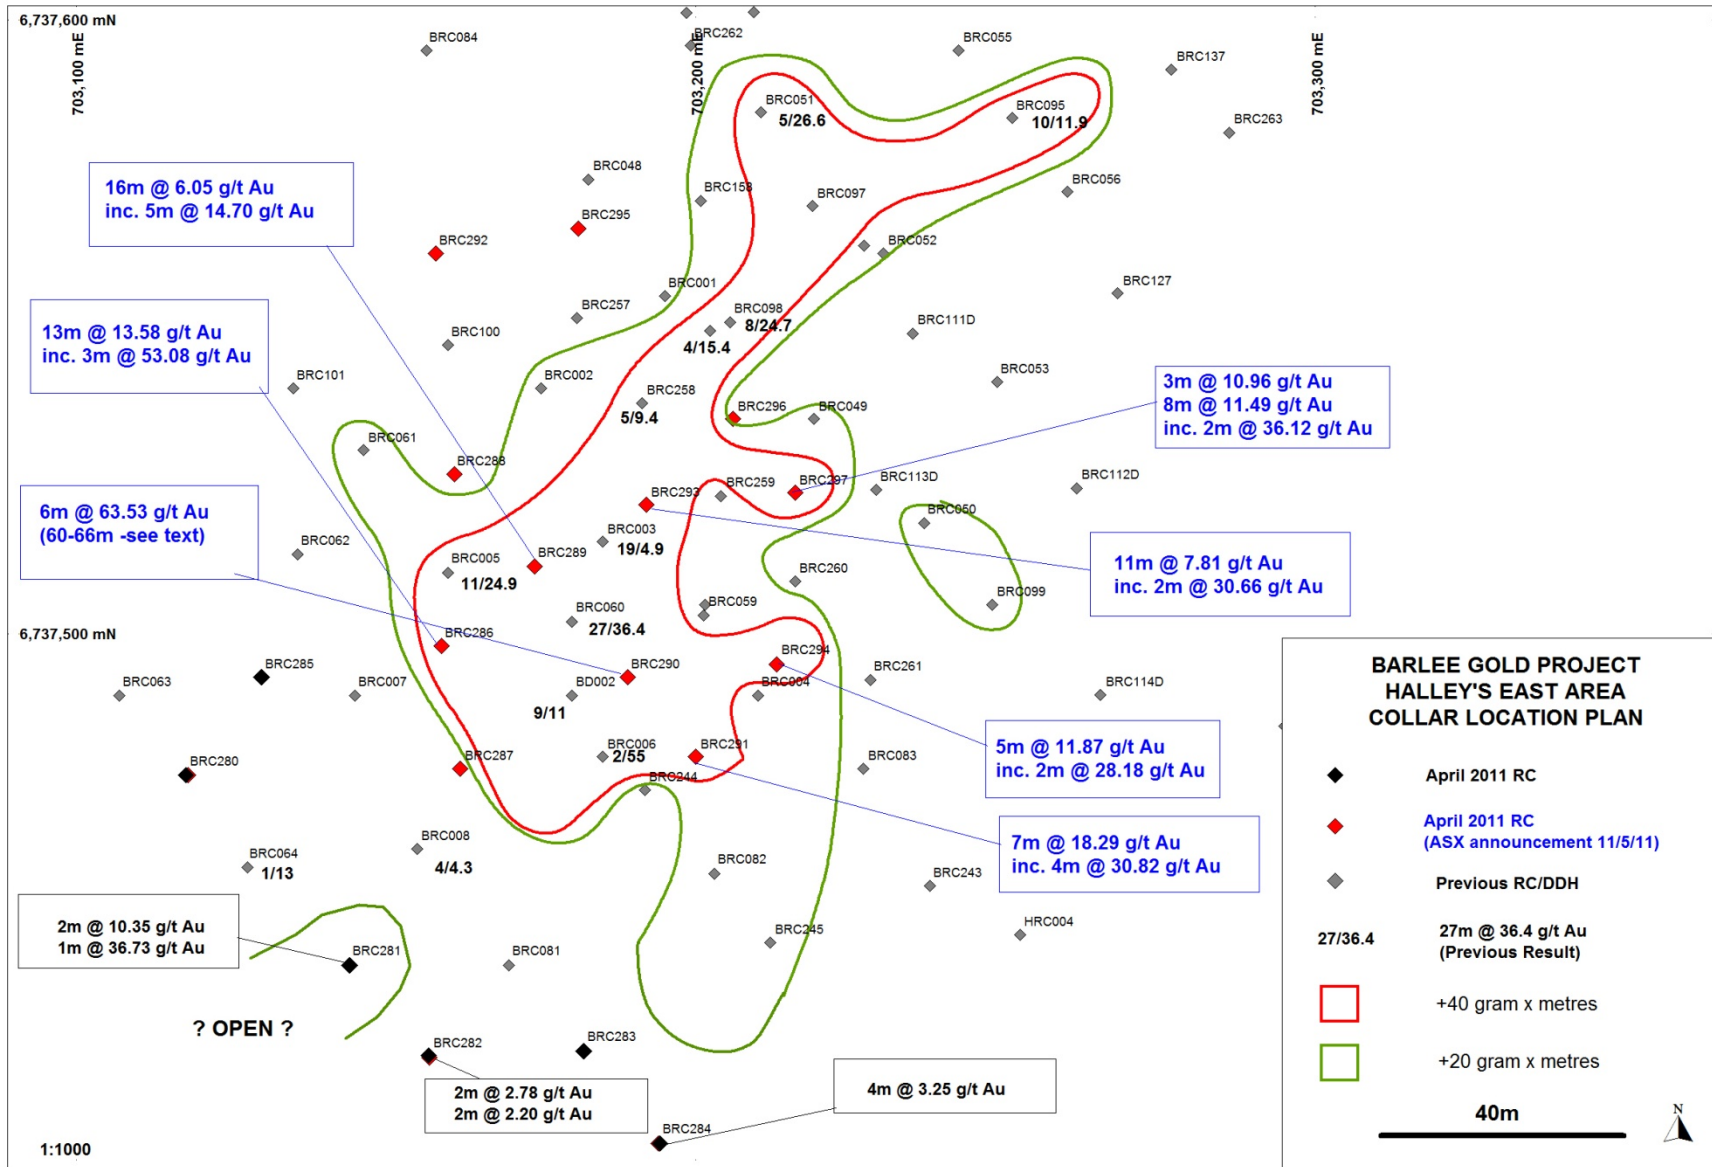 6,737,600 mN
703,100 mE
703,200 mE
703,300 mE
BRC084
BRC262
BRC055
BRC137
BRC051
5/26.6
BRC095
10/11.9
BRC263
BRC048
BRC158
BRC097
BRC056
16m @ 6.05 g/t Au
inc. 5m @ 14.70 g/t Au
BRC295
BRC292
BRC052
BRC001
BRC127
BRC257
BRC098
8/24.7
BRC111D
4/15.4
13m @ 13.58 g/t Au
inc. 3m @ 53.08 g/t Au
BRC100
BRC101
BRC002
BRC258
5/9.4
BRC053
3m @ 10.96 g/t Au
8m @ 11.49 g/t Au
inc. 2m @ 36.12 g/t Au
BRC296
BRC049
BRC061
BRC288
BRC293
BRC259
BRC297
BRC113D
BRC112D
6m @ 63.53 g/t Au
(60-66m -see text)
BRC050
BRC003
19/4.9
BRC062
BRC005
11/24.9
BRC289
11m @ 7.81 g/t Au
inc. 2m @ 30.66 g/t Au
BRC260
BRC059
BRC099
BRC060
27/36.4
6,737,500 mN
BRC286
BRC294
BRC285
BRC290
BRC261
BRC063
BRC007
BD002
9/11
BRC004
BRC114D
5m @ 11.87 g/t Au
inc. 2m @ 28.18 g/t Au
BRC280
BRC287
BRC006
2/55
BRC291
BRC083
BRC244
7m @ 18.29 g/t Au
inc. 4m @ 30.82 g/t Au
BRC008
4/4.3
BRC064
1/13
BRC082
BRC243
2m @ 10.35 g/t Au
1m @ 36.73 g/t Au
BRC281
BRC081
BRC245
HRC004
? OPEN ?
BRC282
BRC283
2m @ 2.78 g/t Au
2m @ 2.20 g/t Au
4m @ 3.25 g/t Au
BRC284
1:1000
BARLEE GOLD PROJECT
HALLEY'S EAST AREA
COLLAR LOCATION PLAN
April 2011 RC
April 2011 RC
(ASX announcement 11/5/11)
Previous RC/DDH
27/36.4
27m @ 36.4 g/t Au
(Previous Result)
+40 gram x metres
+20 gram x metres
40m
N